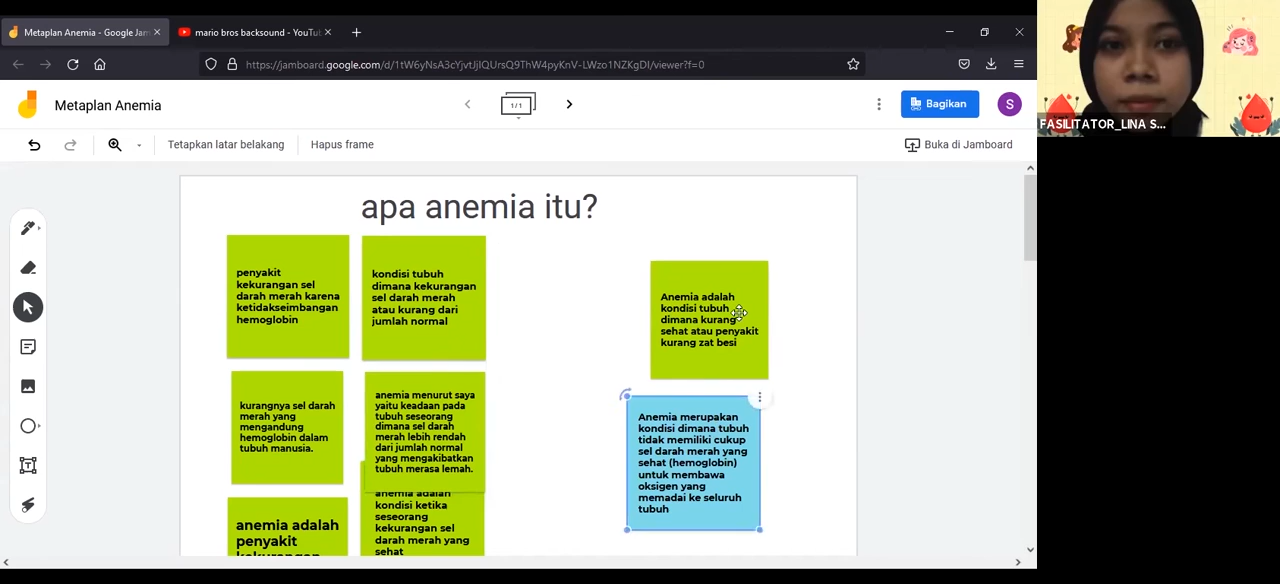 Metaplan Anemia - Google Jam
mario bros backsound - YouTu
https://jamboard.google.com/d/1tW6yNsA3cYjvtJjIQUrsQ9ThW4pyKnV-LWzo1NZKgDI/viewer?f=0
Metaplan Anemia
1/1
Bagikan
S
Tetapkan latar belakang
Hapus frame
Buka di Jamboard
FASILITATOR_LINA S...
apa anemia itu?
penyakit
kekurangan sel
darah merah karena
ketidakseimbangan
hemoglobin
kondisi tubuh
dimana kekurangan
sel darah merah
atau kurang dari
jumlah normal
Anemia adalah
kondisi tubuh
dimana kurang
sehat atau penyakit
kurang zat besi
kurangnya sel darah
merah yang
mengandung
hemoglobin dalam
tubuh manusia.
anemia menurut saya
yaitu keadaan pada
tubuh seseorang
dimana sel darah
merah lebih rendah
dari jumlah normal
yang mengakibatkan
tubuh merasa lemah.
Anemia merupakan
kondisi dimana tubuh
tidak memiliki cukup
sel darah merah yang
sehat (hemoglobin)
untuk membawa
oksigen yang
memadai ke seluruh
tubuh
anemia adalah
penyakit
kekurangan
anemia adalah
kondisi ketika
seseorang
kekurangan sel
darah merah yang
sehat